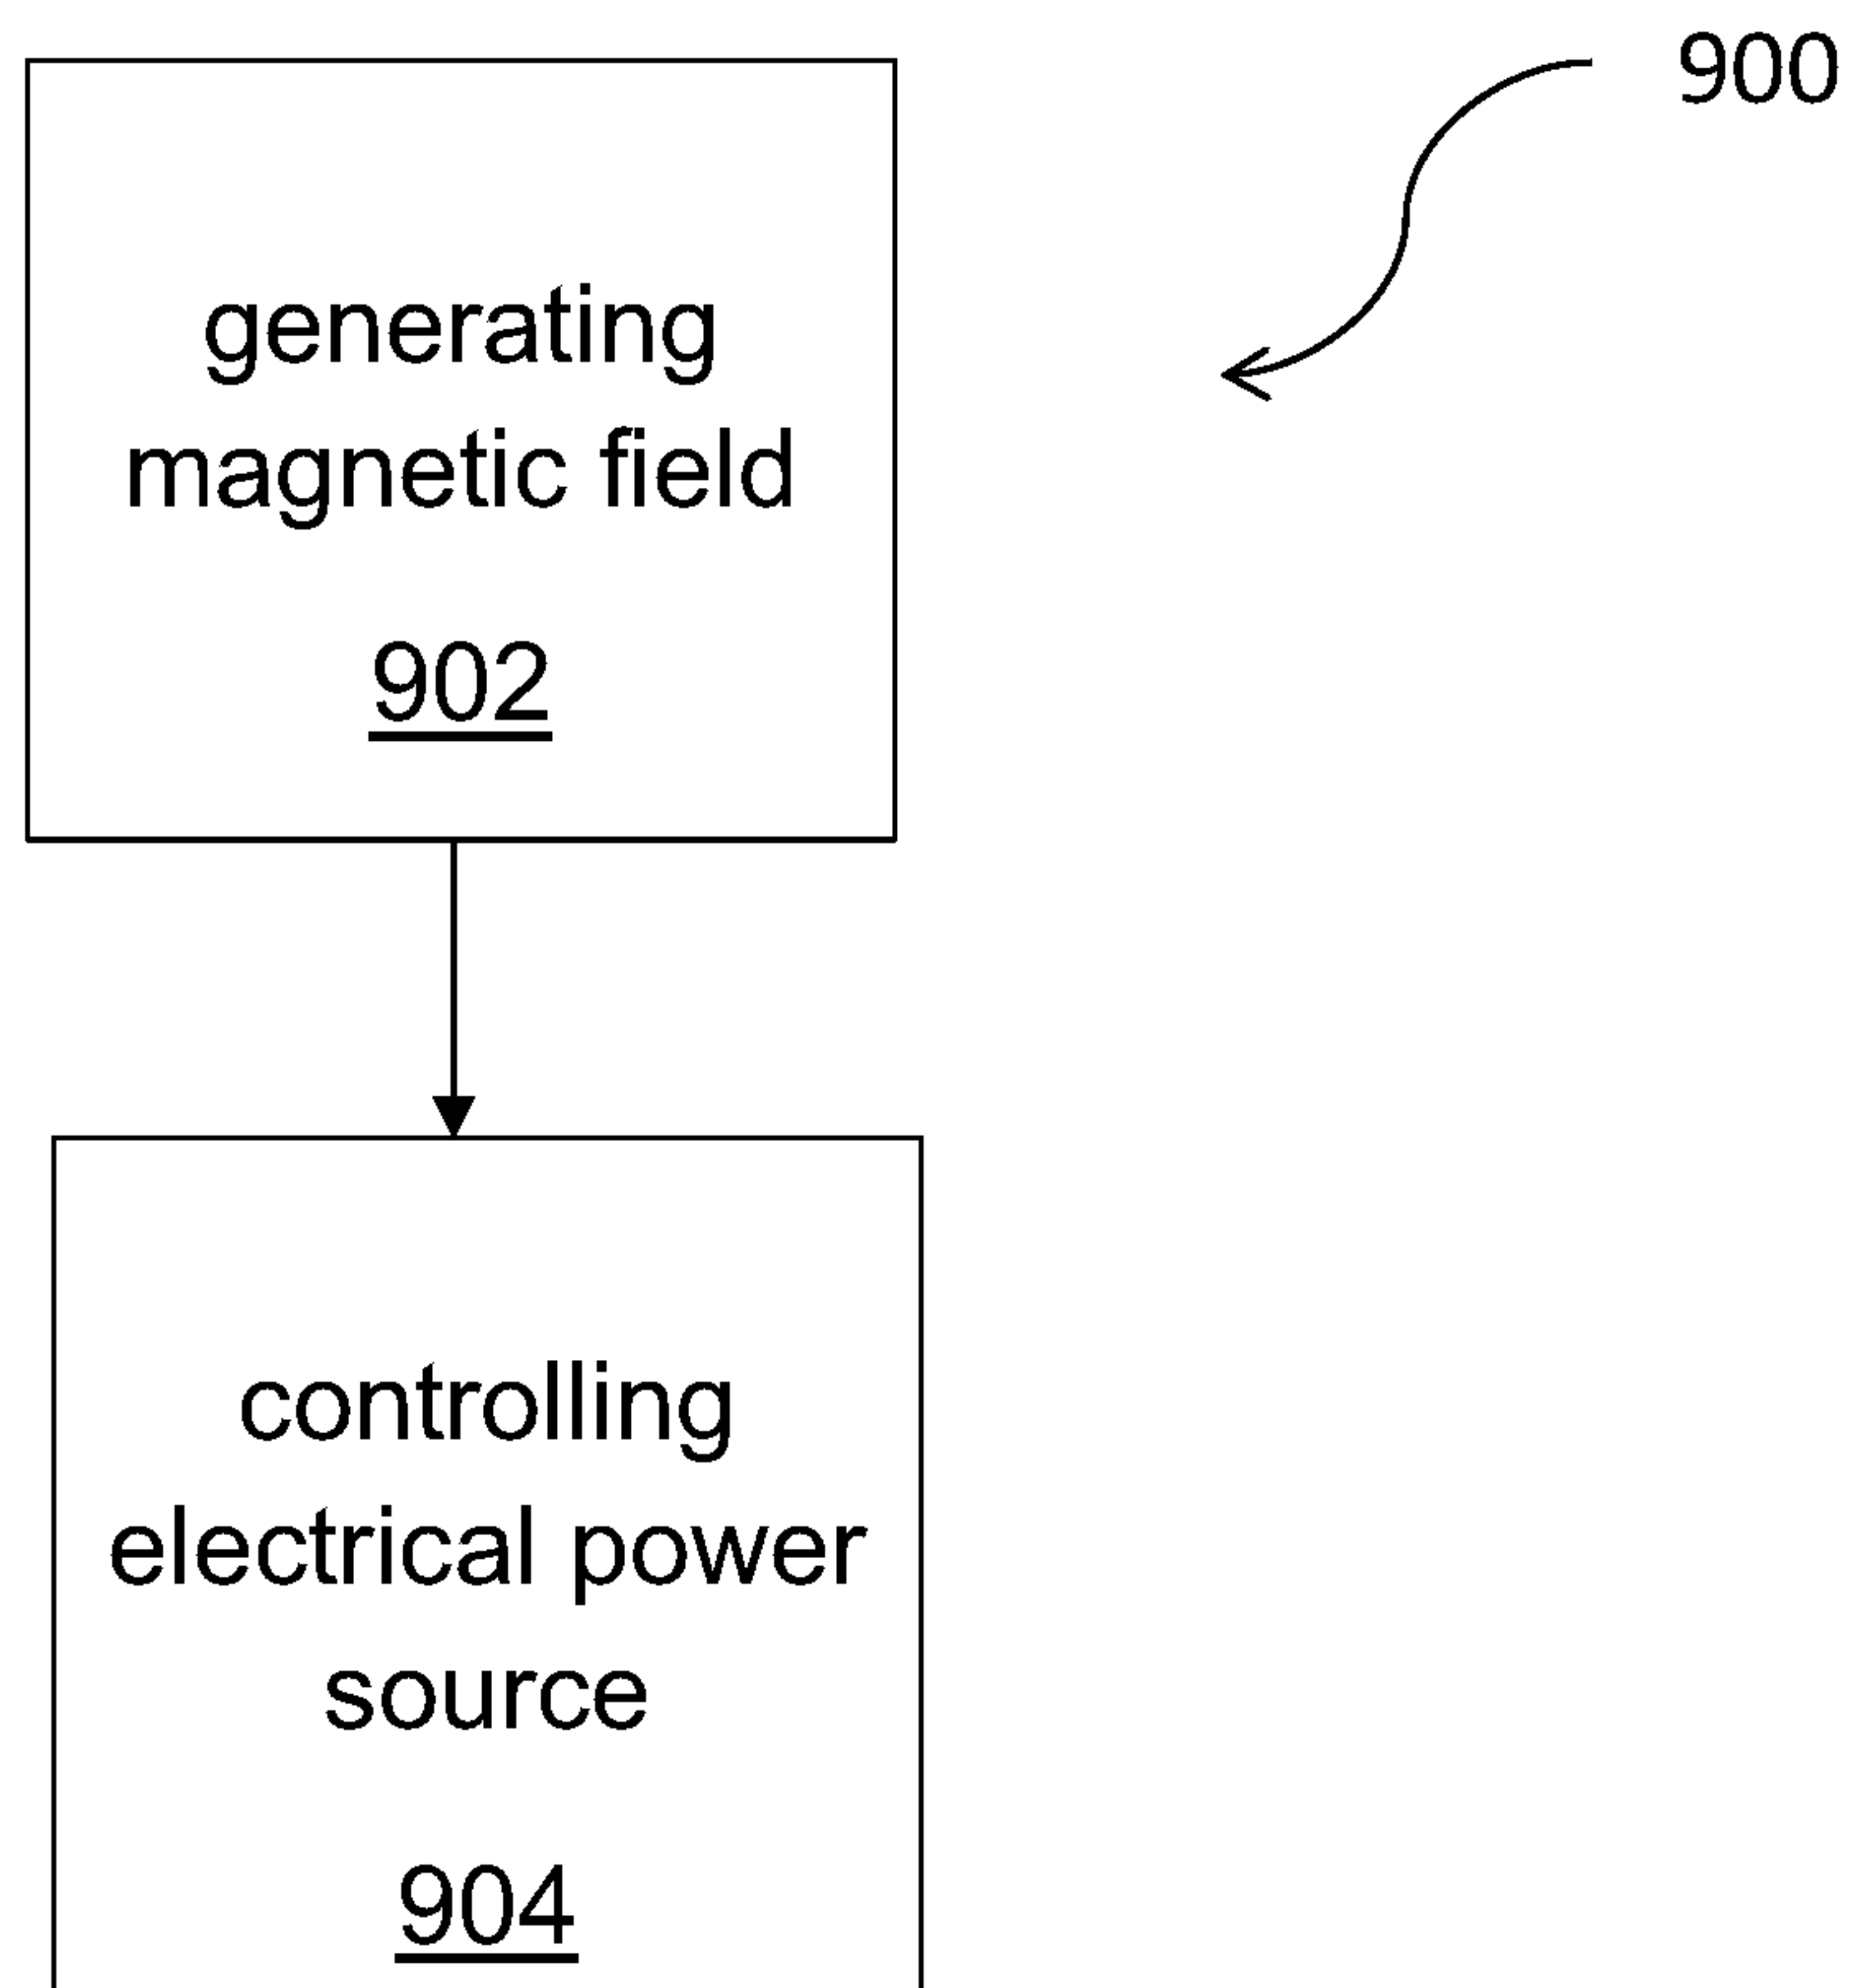 900
generating
magnetic field
902
controlling
electrical power
source
904